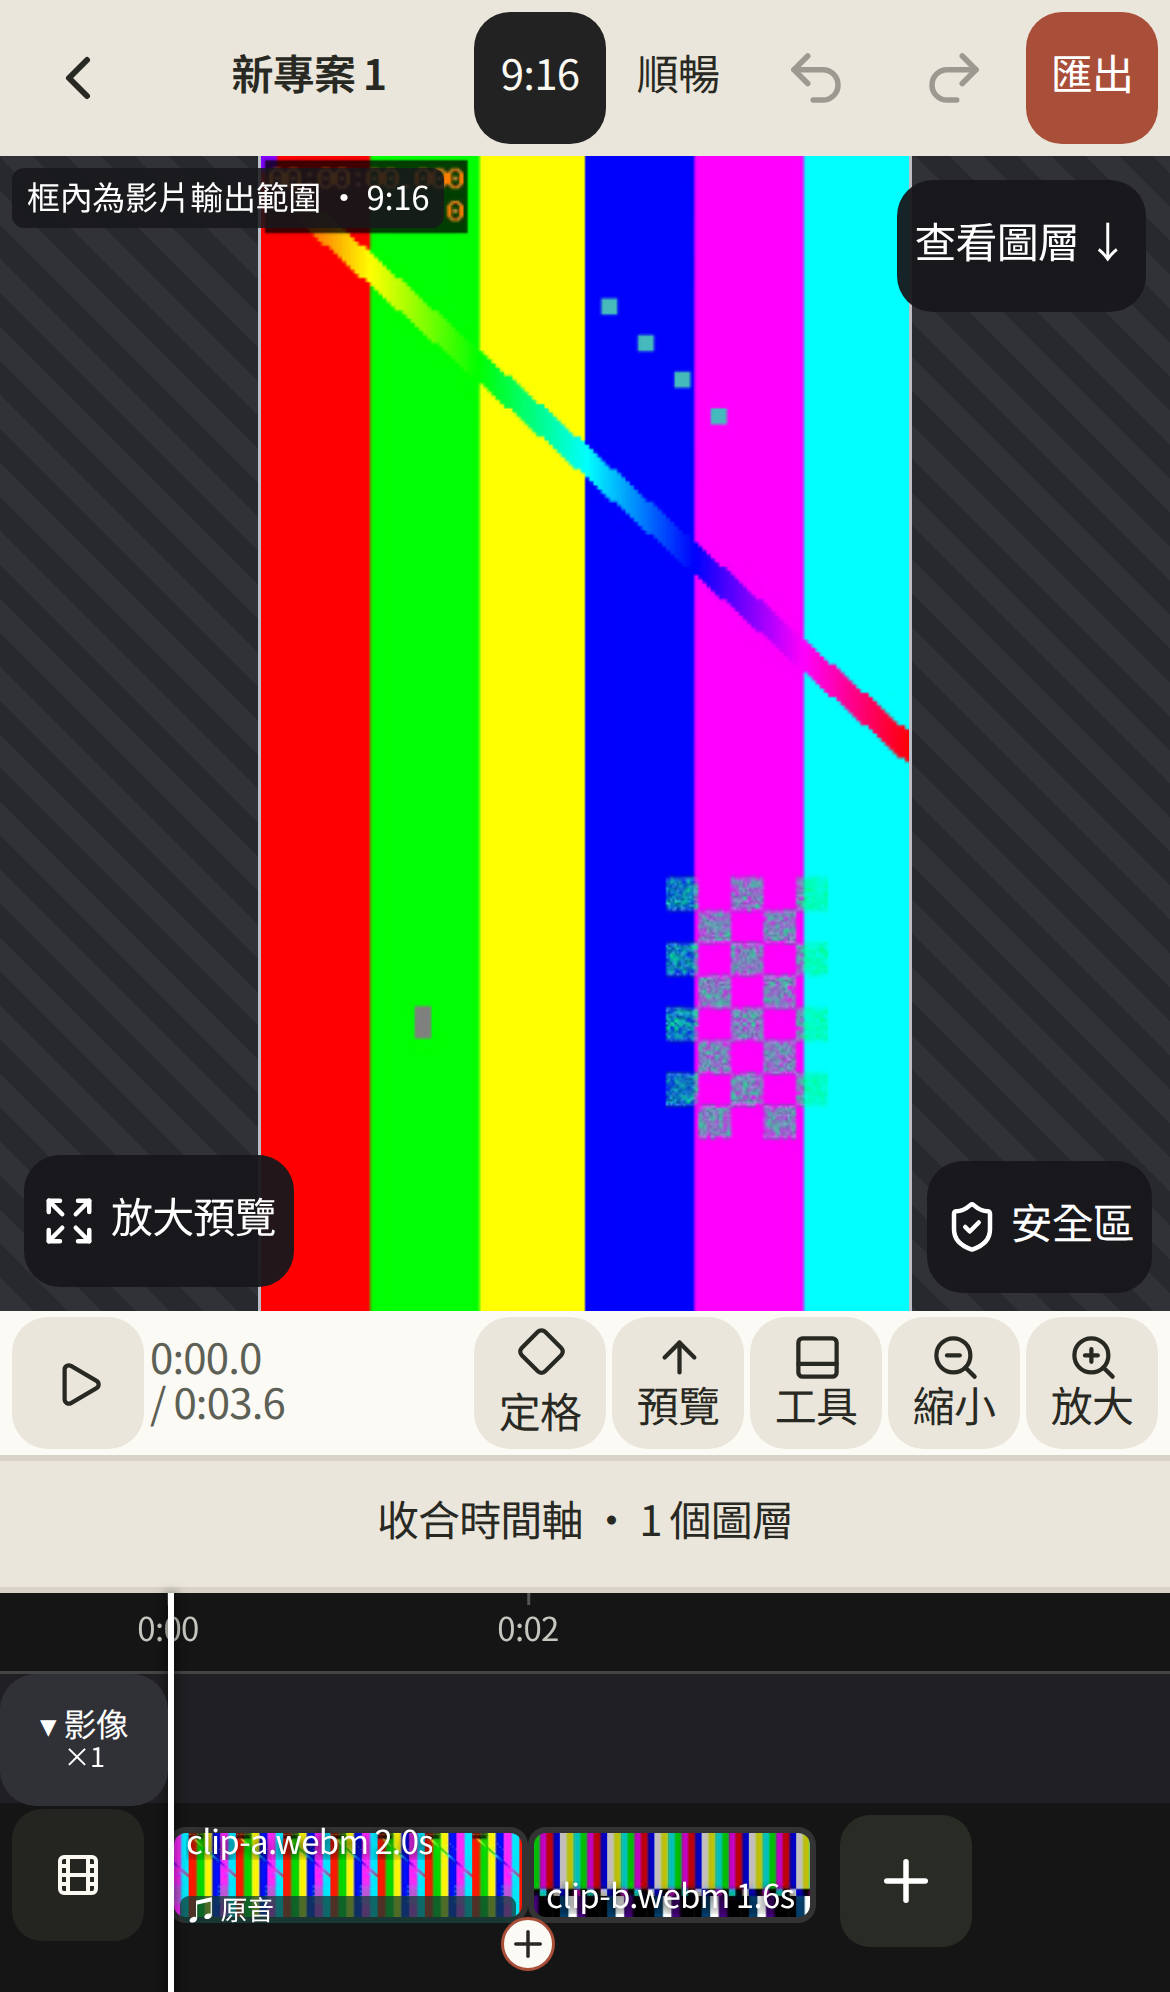 新專案 1
9:16
順暢
匯出
框內為影片輸出範圍 · 9:16
查看圖層 ↓
放大預覽
安全區
0:00.0
/ 0:03.6
定格
預覽
工具
縮小
放大
收合時間軸 · 1 個圖層
0:00
0:02
▾ 影像
×1
clip-a.webm 2.0s
♫ 原音
clip-b.webm 1.6s